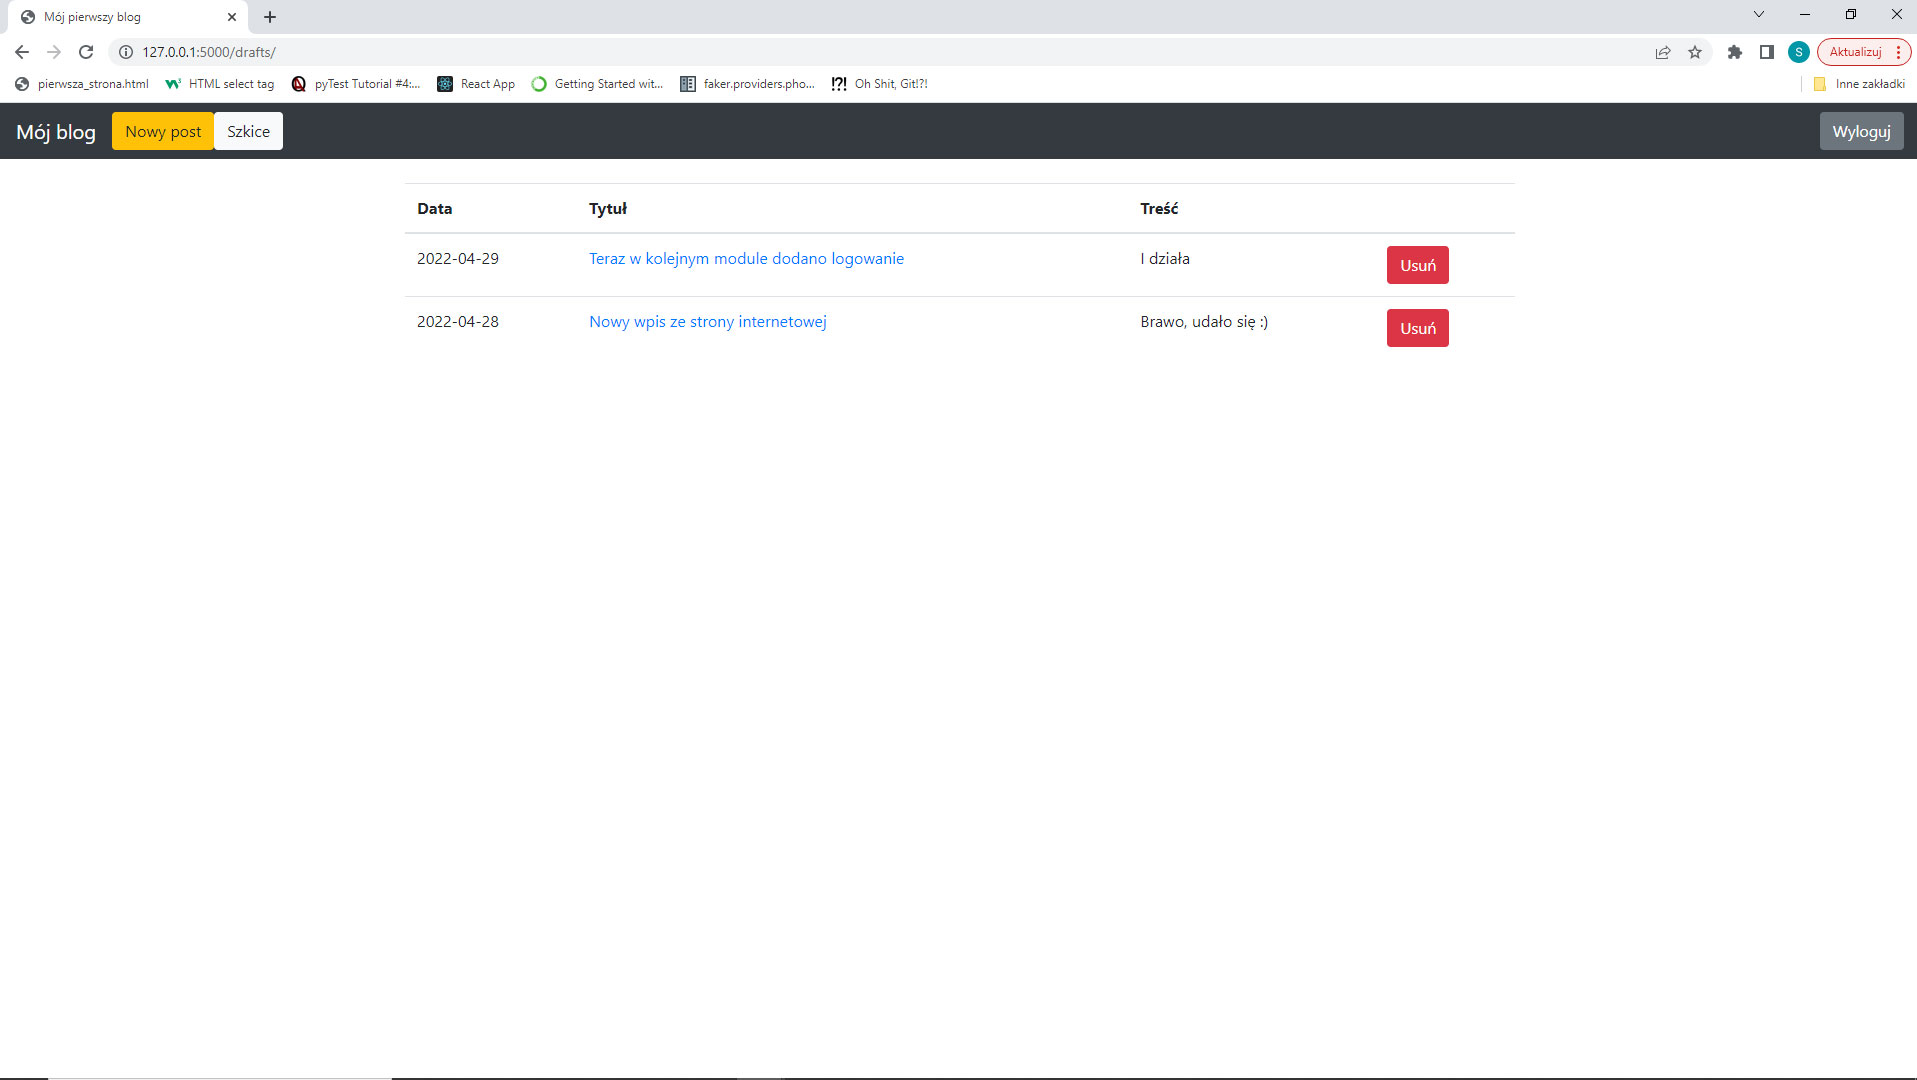 Mój pierwszy blog
127.0.0.1:5000/drafts/
S
Aktualizuj
pierwsza_strona.html
HTML select tag
pyTest Tutorial #4:...
React App
Getting Started wit...
faker.providers.pho...
!?! Oh Shit, Git!?!
Inne zakładki
Mój blog
Nowy post
Szkice
Wyloguj
Data Tytuł Treść
2022-04-29 Teraz w kolejnym module dodano logowanie I działa Usuń
2022-04-28 Nowy wpis ze strony internetowej Brawo, udało się :) Usuń